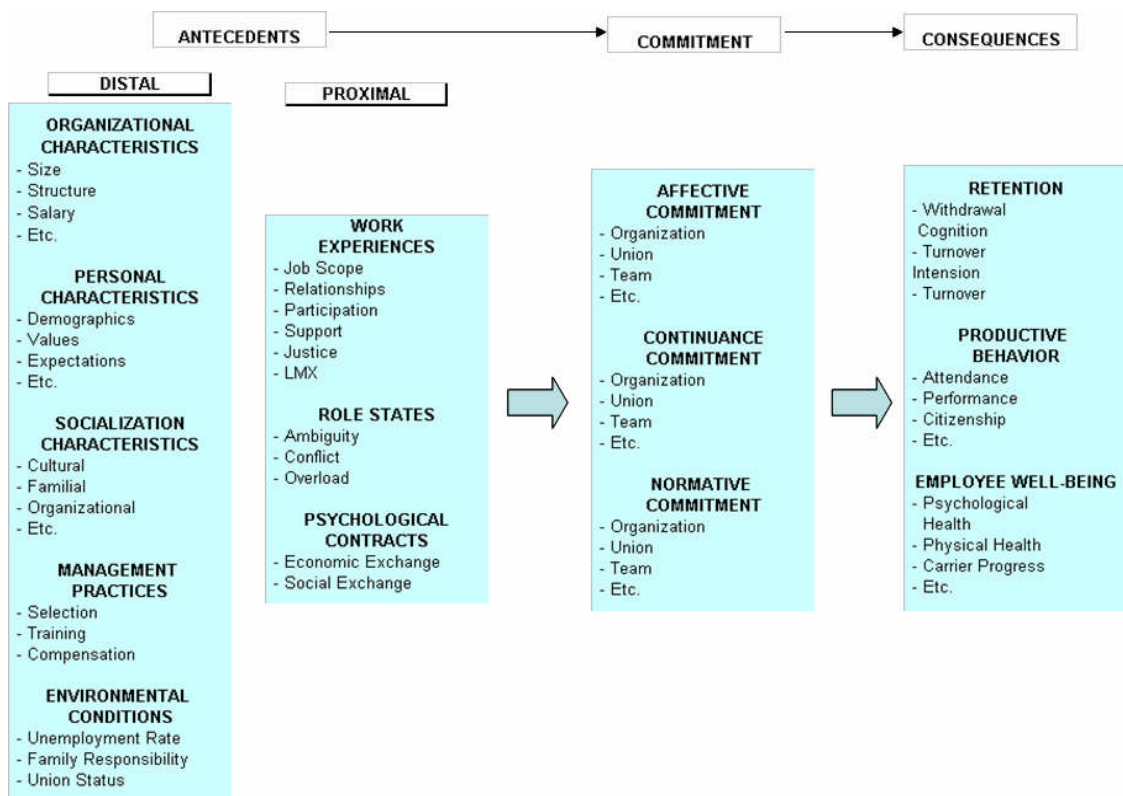 ANTECEDENTS
COMMITMENT
CONSEQUENCES
DISTAL
ORGANIZATIONAL
CHARACTERISTICS
- Size
- Structure
- Salary
- Etc.
PERSONAL
CHARACTERISTICS
- Demographics
- Values
- Expectations
- Etc.
SOCIALIZATION
CHARACTERISTICS
- Cultural
- Familial
- Organizational
- Etc.
MANAGEMENT
PRACTICES
- Selection
- Training
- Compensation
ENVIRONMENTAL
CONDITIONS
- Unemployment Rate
- Family Responsibility
- Union Status
PROXIMAL
WORK
EXPERIENCES
- Job Scope
- Relationships
- Participation
- Support
- Justice
- LMX
ROLE STATES
- Ambiguity
- Conflict
- Overload
PSYCHOLOGICAL
CONTRACTS
- Economic Exchange
- Social Exchange
AFFECTIVE
COMMITMENT
- Organization
- Union
- Team
- Etc.
CONTINUANCE
COMMITMENT
- Organization
- Union
- Team
- Etc.
NORMATIVE
COMMITMENT
- Organization
- Union
- Team
- Etc.
RETENTION
- Withdrawal
Cognition
- Turnover
Intension
- Turnover
PRODUCTIVE
BEHAVIOR
- Attendance
- Performance
- Citizenship
- Etc.
EMPLOYEE WELL-BEING
- Psychological
Health
- Physical Health
- Carrier Progress
- Etc.